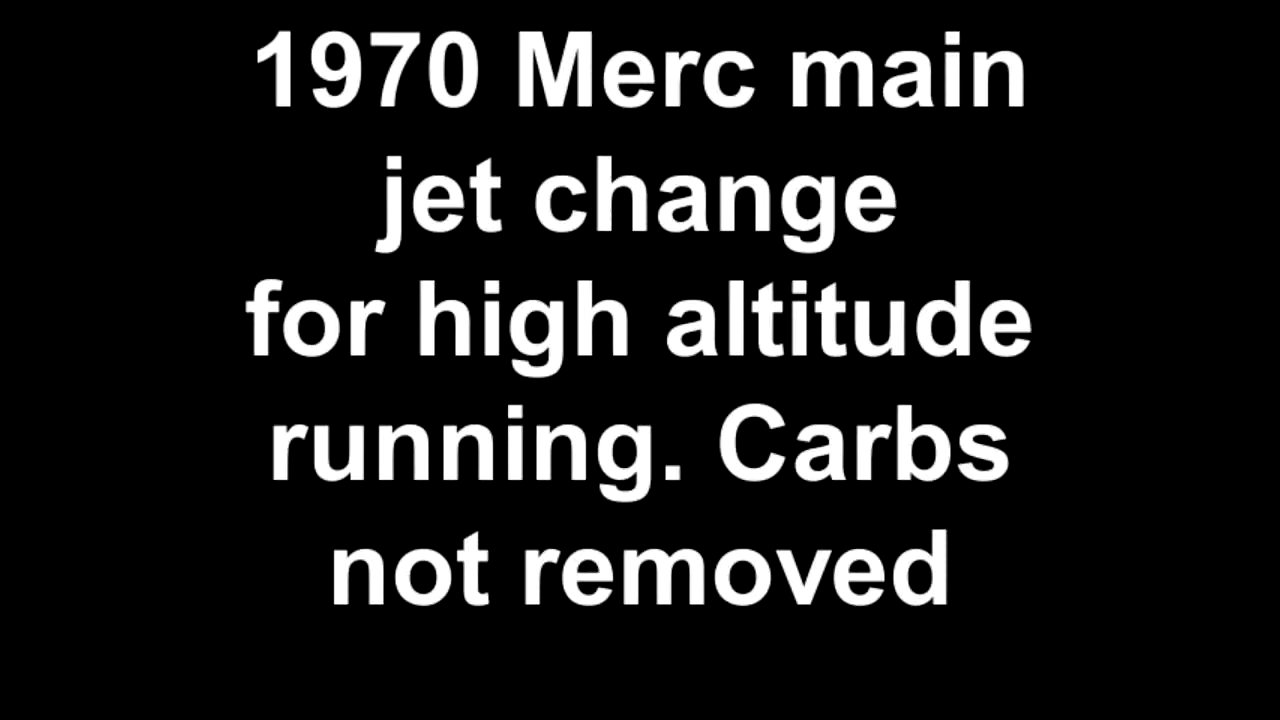 1970 Merc main
jet change
for high altitude
running. Carbs
not removed